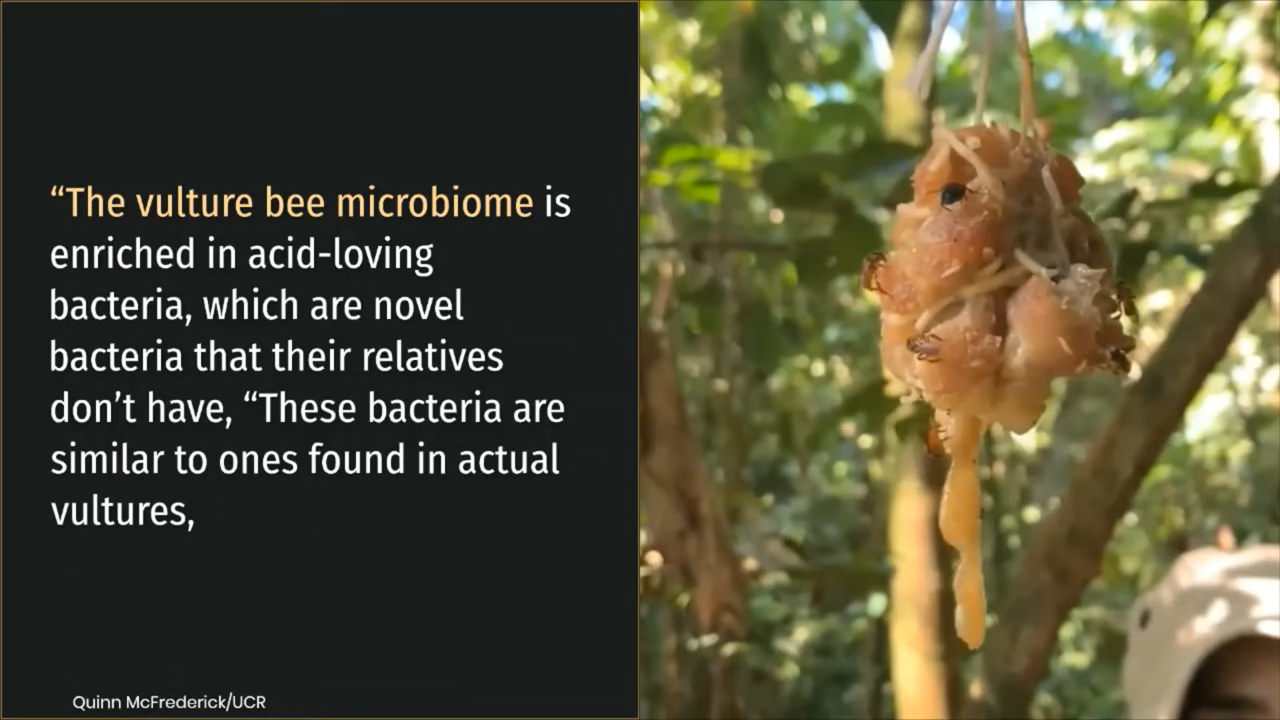 “The vulture bee microbiome is
enriched in acid-loving
bacteria, which are novel
bacteria that their relatives
don’t have, “These bacteria are
similar to ones found in actual
vultures,
Quinn McFrederick/UCR